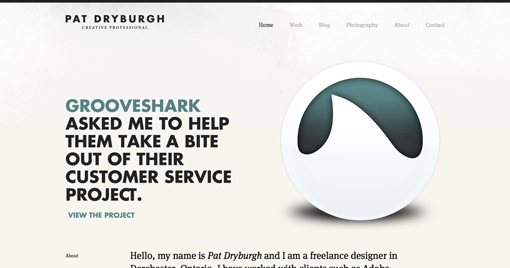 PAT DRYBURGH
CREATIVE PROFESSIONAL
Home Work Blog Photography About Contact
GROOVESHARK
ASKED ME TO HELP
THEM TAKE A BITE
OUT OF THEIR
CUSTOMER SERVICE
PROJECT.
VIEW THE PROJECT
About
Hello, my name is Pat Dryburgh and I am a freelance designer in
Dorchester, Ontario. I have worked with clients such as Adobe,